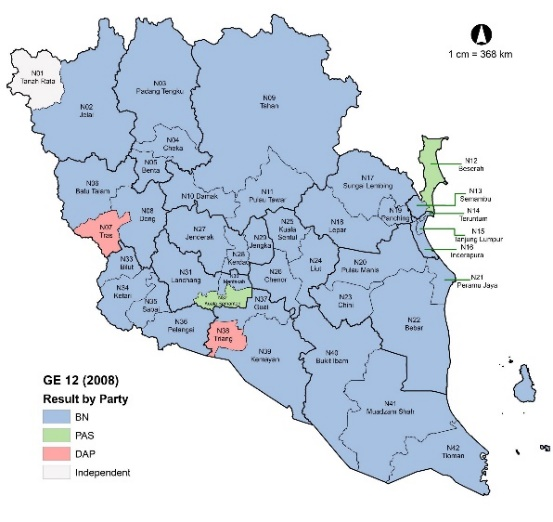 1 cm = 368 km
N01
Tanah Rata
N02
Jelai
N03
Padang Tengku
N04
Cheka
N05
Benta
N09
Tahan
N12
Beserah
N13
Semambu
N14
Teruntum
N15
Tanjung Lumpur
N16
Inderapura
N17
Sungai Lembing
N19
Panching
N10 Damak
N11
Pulau Tawar
Batu Talam
N07
Tras
N08
Dong
N27
Jenderak
N25
Kuala
Sentul
N18
Lepar
N28
Kerdau
N29
Jengka
N33
N31
Lanchang
N26
Chenor
N24
Luit
N20
Pulau Manis
N21
Peramu Jaya
N34
Ketari
N35
Sabai
N37
N23
Chini
N22
Bebar
N36
Pelangai
N38
Triang
N39
Kemayan
N40
Bukit Ibam
N41
Muadzam Shah
N42
Tioman
GE 12 (2008)
Result by Party
BN
PAS
DAP
Independent